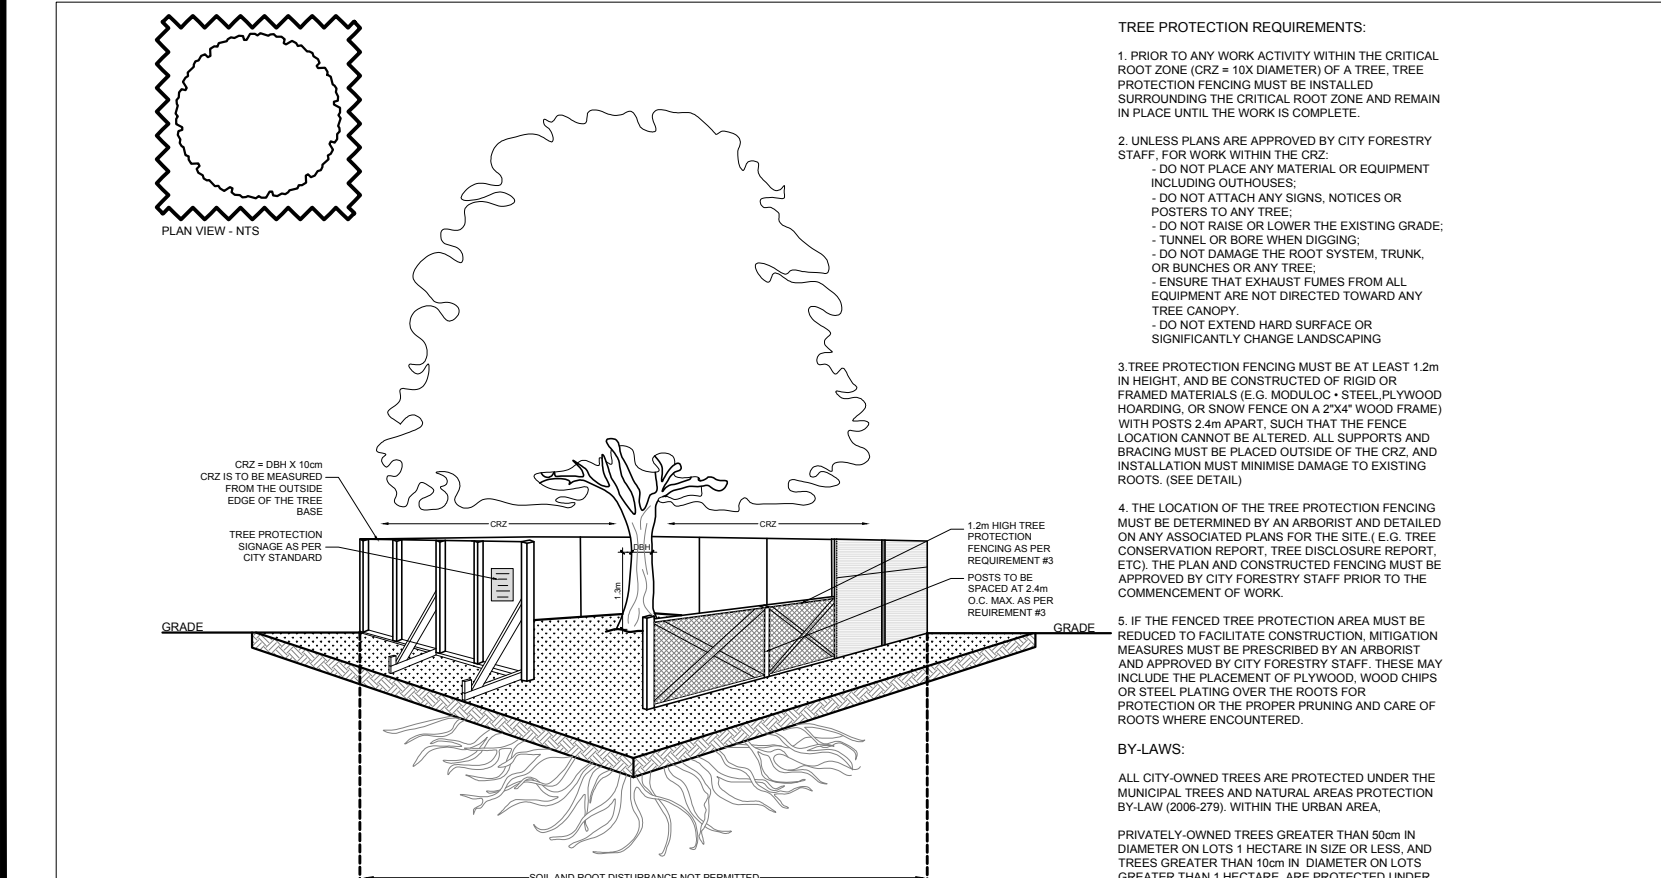 PLAN VIEW - NTS
CRZ = DBH X 10cm
CRZ IS TO BE MEASURED
FROM THE OUTSIDE
EDGE OF THE TREE
BASE
TREE PROTECTION
SIGNAGE AS PER
CITY STANDARD
CRZ
CRZ
DBH
1.3m
1.2m HIGH TREE
PROTECTION
FENCING AS PER
REQUIREMENT #3
POSTS TO BE
SPACED AT 2.4m
O.C. MAX. AS PER
REUIREMENT #3
GRADE
GRADE
SOIL AND ROOT DISTURBANCE NOT PERMITTED
TREE PROTECTION REQUIREMENTS:
1. PRIOR TO ANY WORK ACTIVITY WITHIN THE CRITICAL
ROOT ZONE (CRZ = 10X DIAMETER) OF A TREE, TREE
PROTECTION FENCING MUST BE INSTALLED
SURROUNDING THE CRITICAL ROOT ZONE AND REMAIN
IN PLACE UNTIL THE WORK IS COMPLETE.
2. UNLESS PLANS ARE APPROVED BY CITY FORESTRY
STAFF, FOR WORK WITHIN THE CRZ:
- DO NOT PLACE ANY MATERIAL OR EQUIPMENT
INCLUDING OUTHOUSES;
- DO NOT ATTACH ANY SIGNS, NOTICES OR
POSTERS TO ANY TREE;
- DO NOT RAISE OR LOWER THE EXISTING GRADE;
- TUNNEL OR BORE WHEN DIGGING;
- DO NOT DAMAGE THE ROOT SYSTEM, TRUNK,
OR BUNCHES OR ANY TREE;
- ENSURE THAT EXHAUST FUMES FROM ALL
EQUIPMENT ARE NOT DIRECTED TOWARD ANY
TREE CANOPY.
- DO NOT EXTEND HARD SURFACE OR
SIGNIFICANTLY CHANGE LANDSCAPING
3.TREE PROTECTION FENCING MUST BE AT LEAST 1.2m
IN HEIGHT, AND BE CONSTRUCTED OF RIGID OR
FRAMED MATERIALS (E.G. MODULOC • STEEL,PLYWOOD
HOARDING, OR SNOW FENCE ON A 2"X4" WOOD FRAME)
WITH POSTS 2.4m APART, SUCH THAT THE FENCE
LOCATION CANNOT BE ALTERED. ALL SUPPORTS AND
BRACING MUST BE PLACED OUTSIDE OF THE CRZ, AND
INSTALLATION MUST MINIMISE DAMAGE TO EXISTING
ROOTS. (SEE DETAIL)
4. THE LOCATION OF THE TREE PROTECTION FENCING
MUST BE DETERMINED BY AN ARBORIST AND DETAILED
ON ANY ASSOCIATED PLANS FOR THE SITE.( E.G. TREE
CONSERVATION REPORT, TREE DISCLOSURE REPORT,
ETC). THE PLAN AND CONSTRUCTED FENCING MUST BE
APPROVED BY CITY FORESTRY STAFF PRIOR TO THE
COMMENCEMENT OF WORK.
5. IF THE FENCED TREE PROTECTION AREA MUST BE
REDUCED TO FACILITATE CONSTRUCTION, MITIGATION
MEASURES MUST BE PRESCRIBED BY AN ARBORIST
AND APPROVED BY CITY FORESTRY STAFF. THESE MAY
INCLUDE THE PLACEMENT OF PLYWOOD, WOOD CHIPS
OR STEEL PLATING OVER THE ROOTS FOR
PROTECTION OR THE PROPER PRUNING AND CARE OF
ROOTS WHERE ENCOUNTERED.
BY-LAWS:
ALL CITY-OWNED TREES ARE PROTECTED UNDER THE
MUNICIPAL TREES AND NATURAL AREAS PROTECTION
BY-LAW (2006-279). WITHIN THE URBAN AREA,
PRIVATELY-OWNED TREES GREATER THAN 50cm IN
DIAMETER ON LOTS 1 HECTARE IN SIZE OR LESS, AND
TREES GREATER THAN 10cm IN DIAMETER ON LOTS
GREATER THAN 1 HECTARE, ARE PROTECTED UNDER